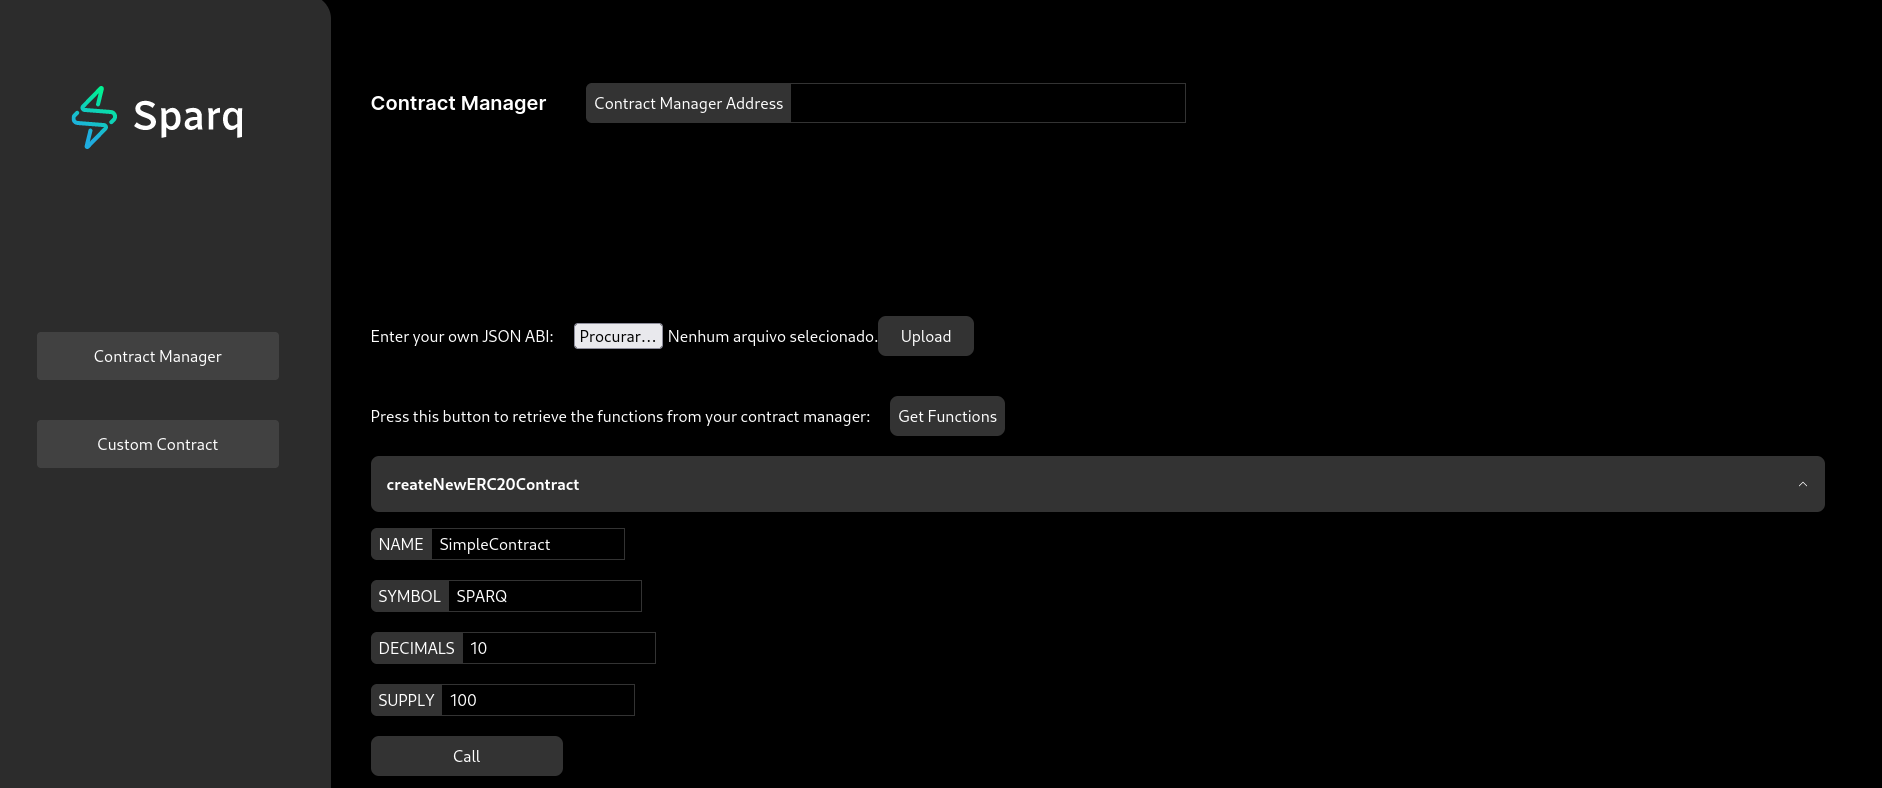 Sparq
Contract Manager
Custom Contract
Contract Manager Contract Manager Address
Enter your own JSON ABI: Procurar... Nenhum arquivo selecionado. Upload
Press this button to retrieve the functions from your contract manager: Get Functions
createNewERC20Contract
NAME SimpleContract
SYMBOL SPARQ
DECIMALS 10
SUPPLY 100
Call